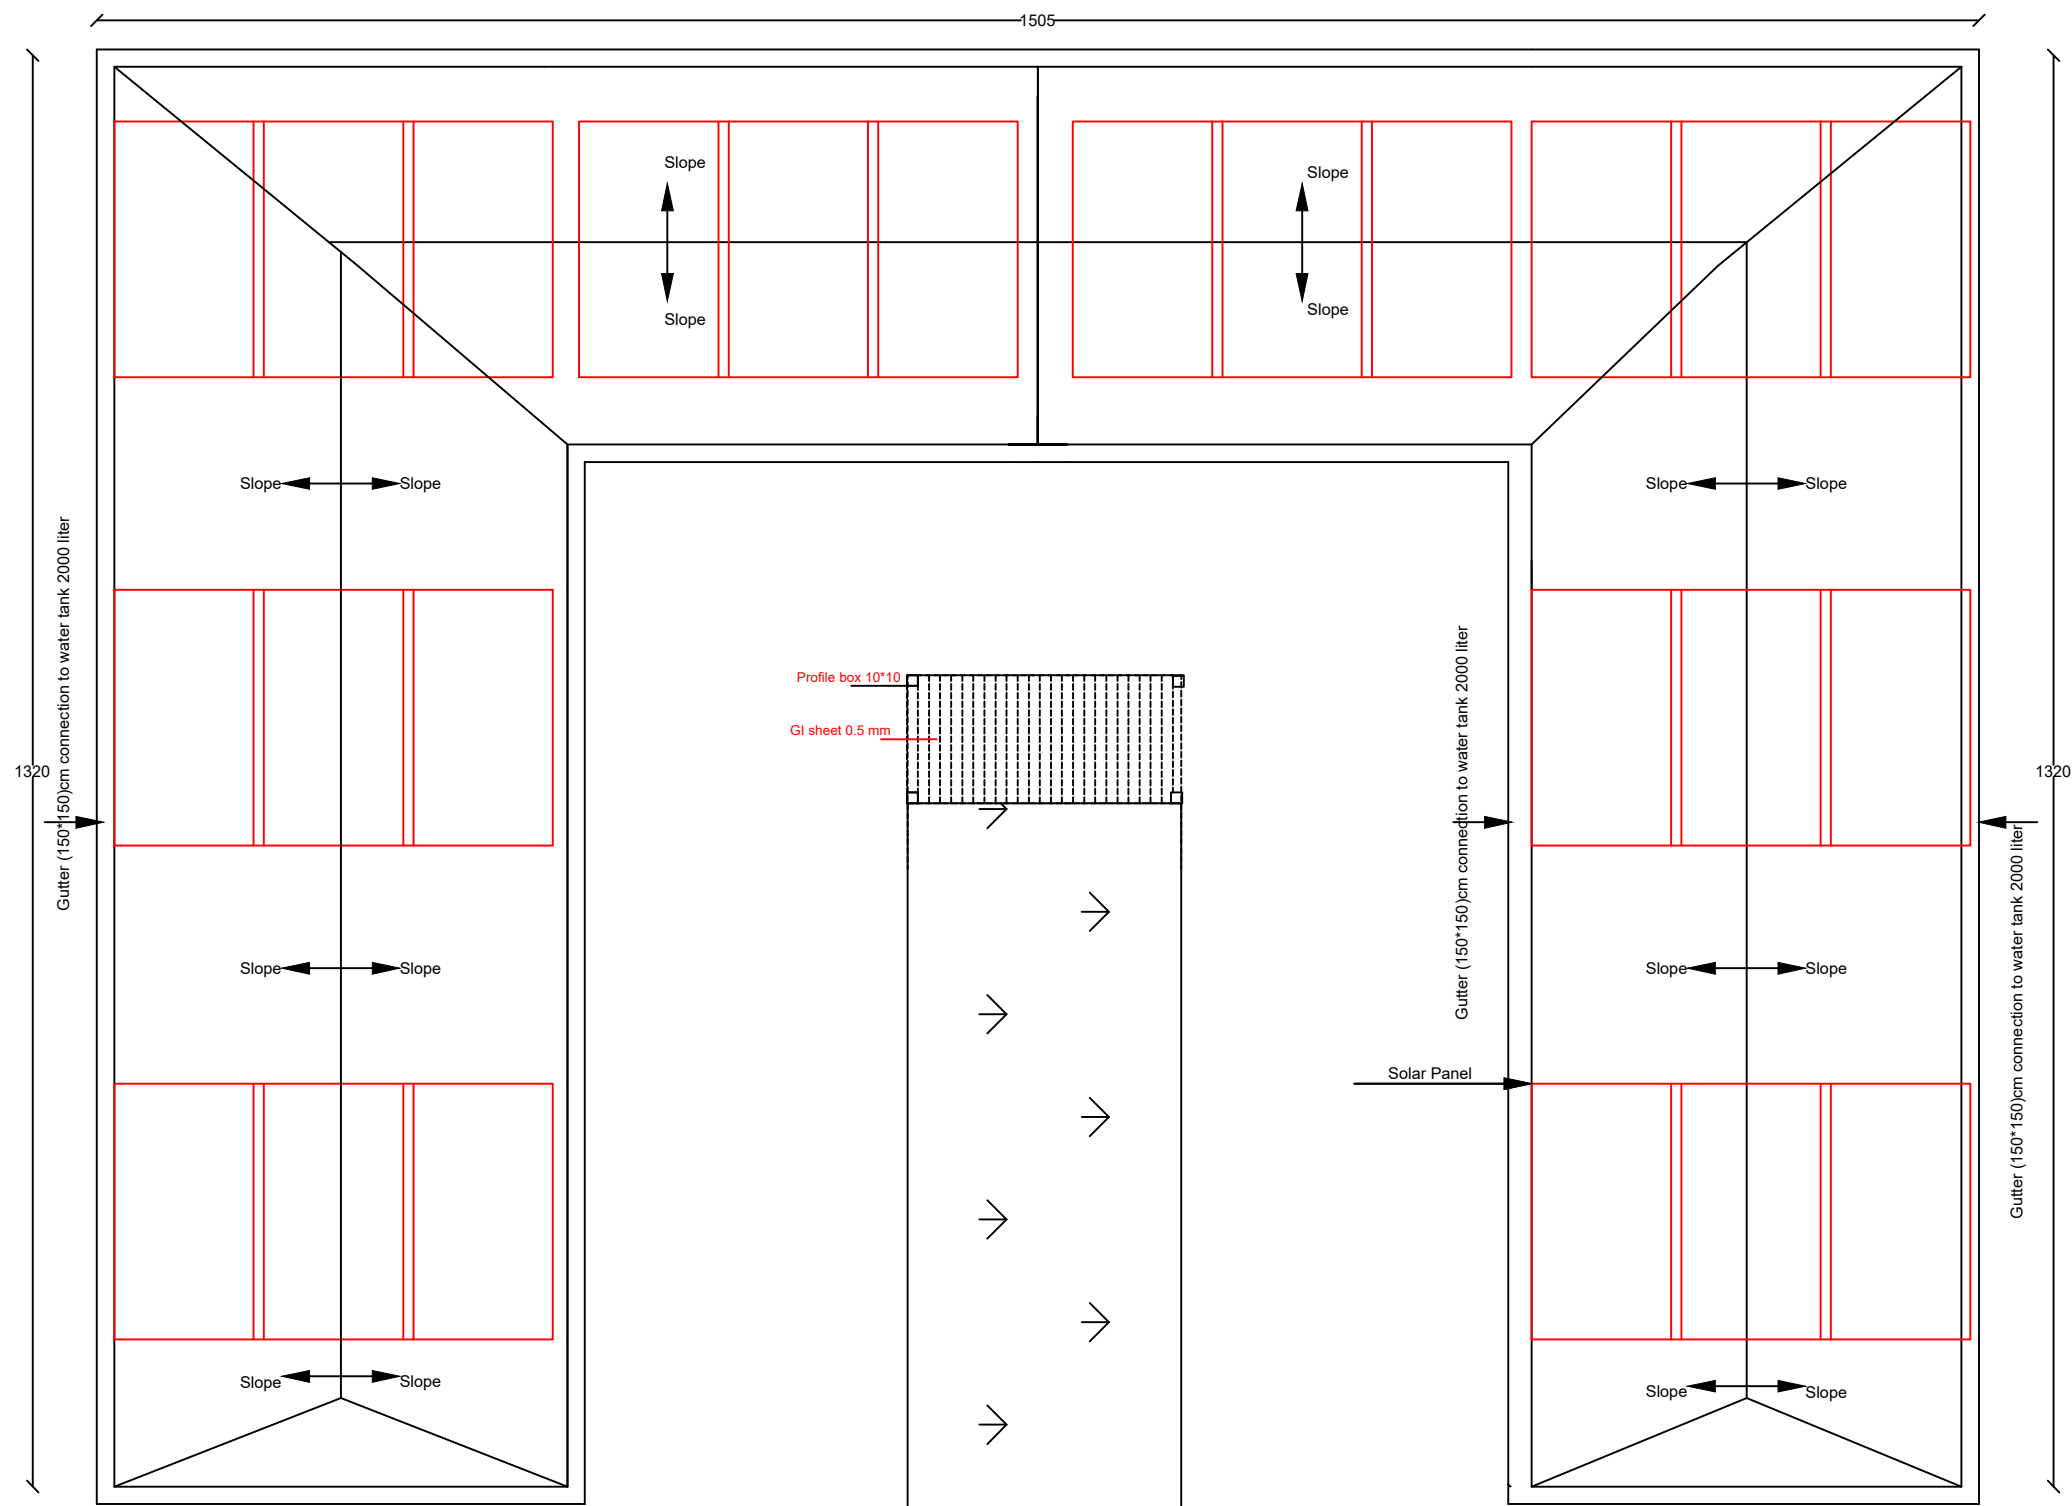 1505
Slope
Slope
Slope
Slope
Slope
Slope
Slope
Slope
Gutter (150*150)cm connection to water tank 2000 liter
Gutter (150*150)cm connection to water tank 2000 liter
Profile box 10*10
GI sheet 0.5 mm
1320
1320
Gutter (150*150)cm connection to water tank 2000 liter
Slope
Slope
Slope
Slope
Solar Panel
Slope
Slope
Slope
Slope